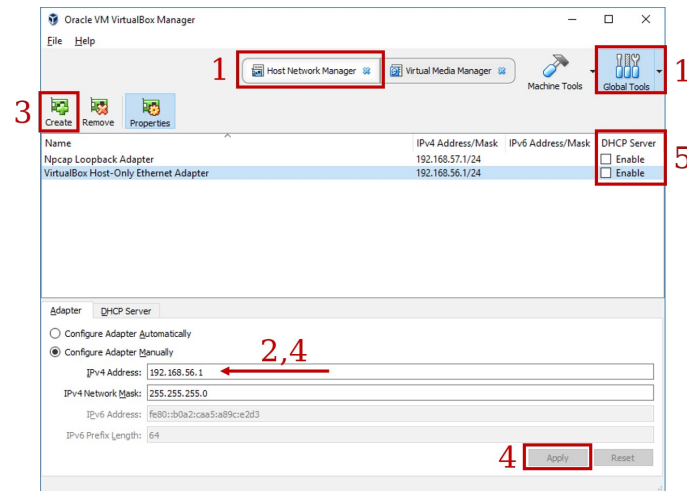 Oracle VM VirtualBox Manager
File Help
1 Host Network Manager Virtual Media Manager Machine Tools Global Tools 1
3 Create Remove Properties
Name IPv4 Address/Mask IPv6 Address/Mask DHCP Server
Npcap Loopback Adapter 192.168.57.1/24 Enable 5
VirtualBox Host-Only Ethernet Adapter 192.168.56.1/24 Enable
Adapter DHCP Server
Configure Adapter Automatically
Configure Adapter Manually 2,4
IPv4 Address: 192.168.56.1
IPv4 Network Mask: 255.255.255.0
IPv6 Address: fe80::b0a2:caa5:a89c:e2d3
IPv6 Prefix Length: 64
4 Apply Reset